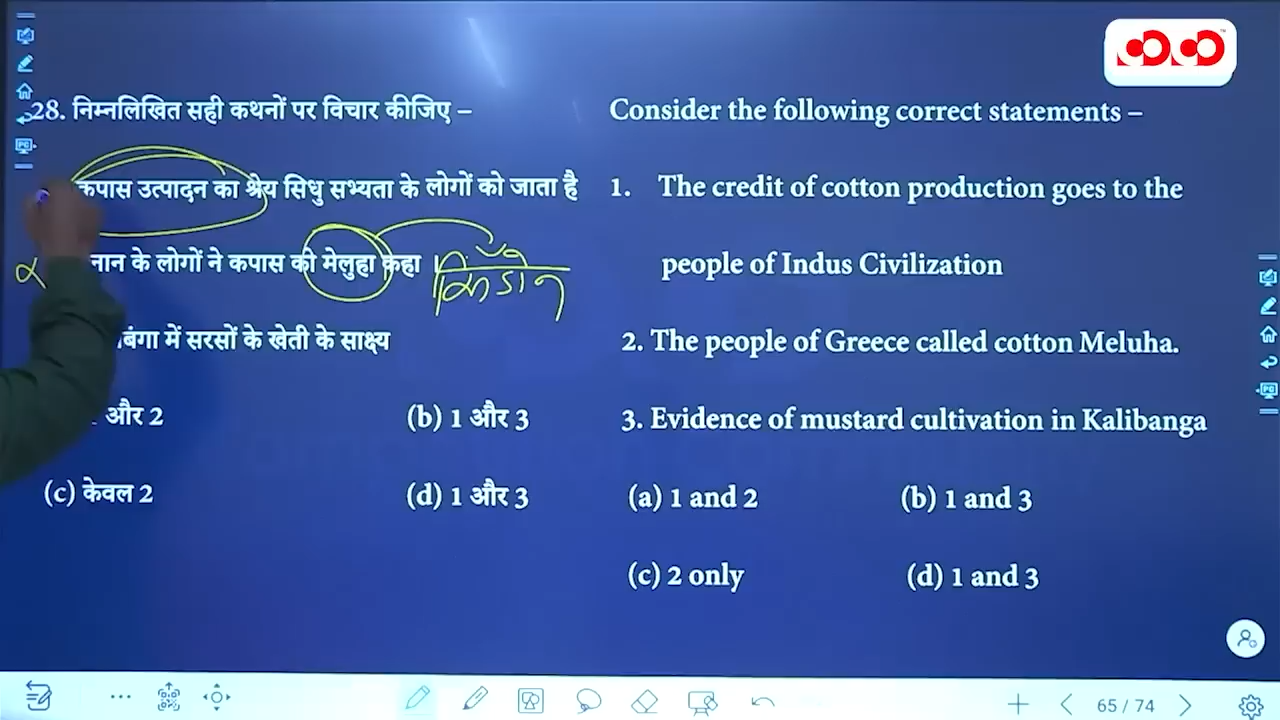 28. निम्नलिखित सही कथनों पर विचार कीजिए –
कपास उत्पादन का श्रेय सिधु सभ्यता के लोगों को जाता है
नान के लोगों ने कपास की मेलुहा कहा
बंगा में सरसों के खेती के साक्ष्य
और 2
(b) 1 और 3
(c) केवल 2
(d) 1 और 3
Consider the following correct statements –
1. The credit of cotton production goes to the
people of Indus Civilization
2. The people of Greece called cotton Meluha.
3. Evidence of mustard cultivation in Kalibanga
(a) 1 and 2
(b) 1 and 3
(c) 2 only
(d) 1 and 3
65 / 74